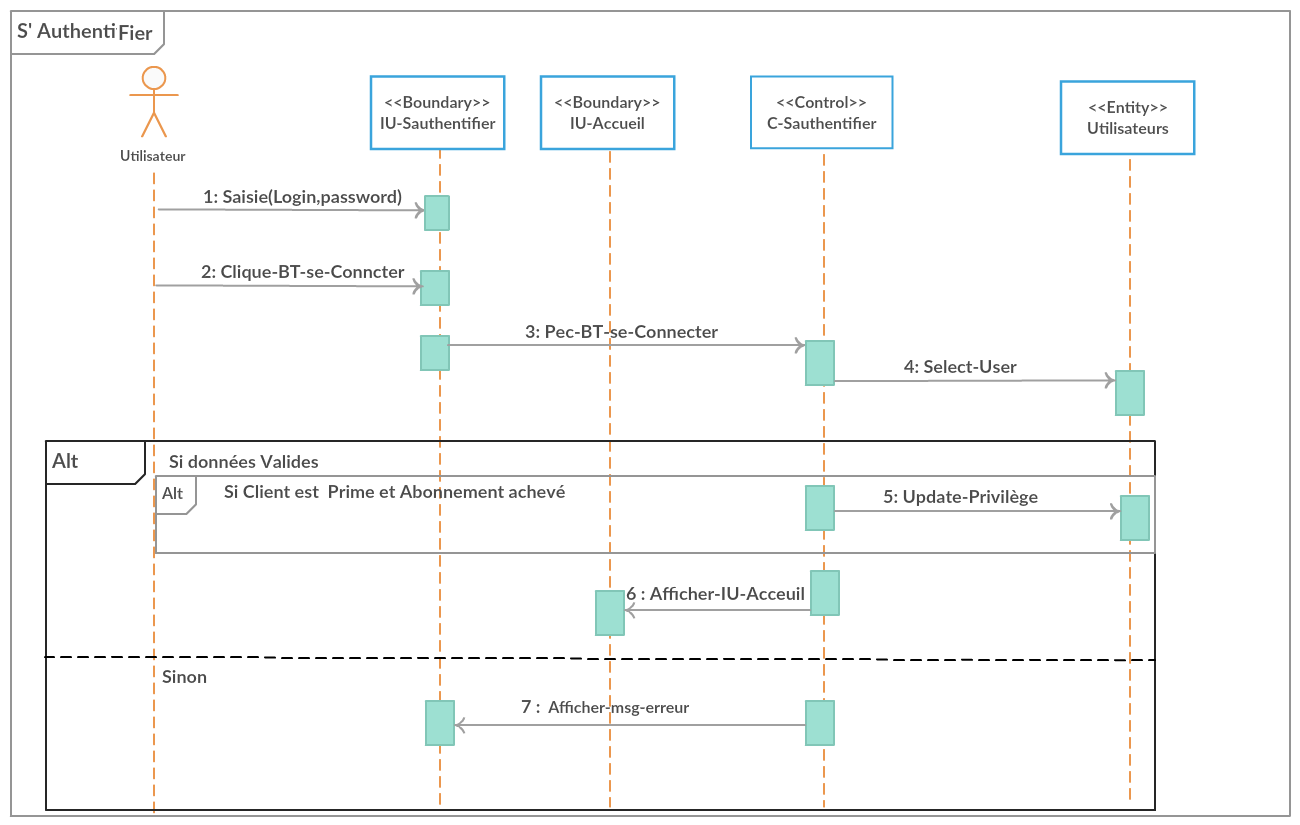 S' AuthentiFier
<<Boundary>>
IU-Sauthentifier
<<Boundary>>
IU-Accueil
<<Control>>
C-Sauthentifier
<<Entity>>
Utilisateurs
Utilisateur
1: Saisie(Login,password)
2: Clique-BT-se-Conncter
3: Pec-BT-se-Connecter
4: Select-User
Alt
Si données Valides
Alt
Si Client est Prime et Abonnement achevé
5: Update-Privilège
6 : Afficher-IU-Acceuil
Sinon
7 : Afficher-msg-erreur